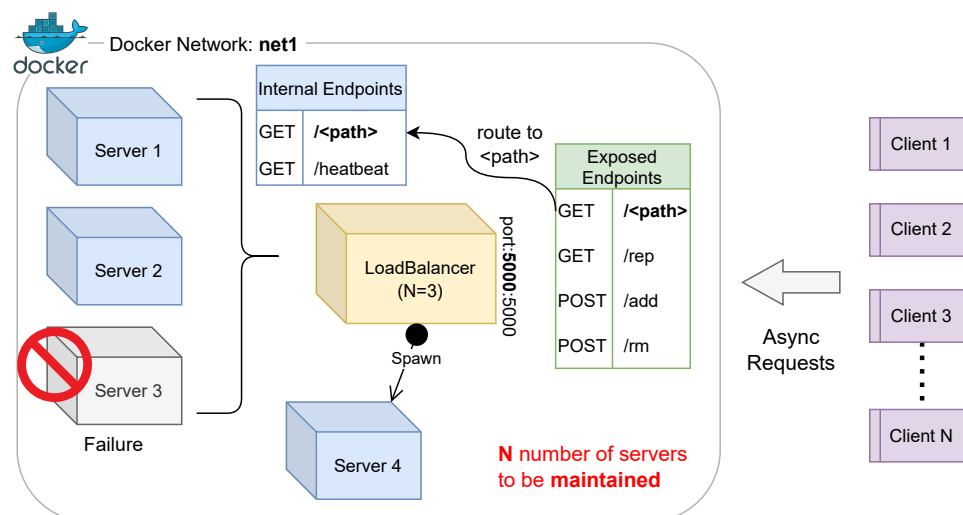 docker
Docker Network: net1
Server 1
Server 2
Server 3
Failure
Internal Endpoints
GET /<path>
GET /heatbeat
route to
<path>
Exposed
Endpoints
GET /<path>
GET /rep
POST /add
POST /rm
LoadBalancer
(N=3)
port:5000:5000
Spawn
Server 4
N number of servers
to be maintained
Async
Requests
Client 1
Client 2
Client 3
Client N